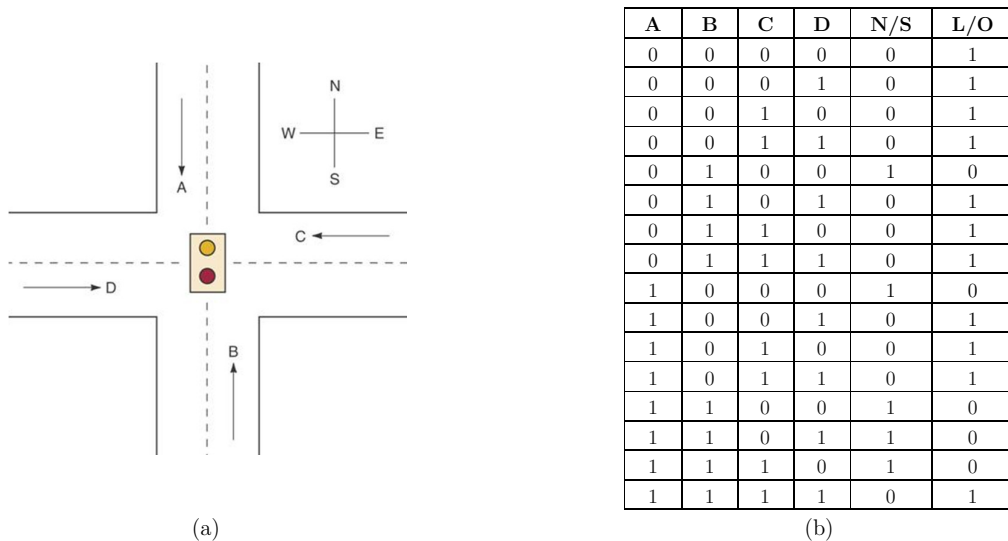 N
W E
S
A
C
D
B
(a)
A B C D N/S L/O
0 0 0 0 0 1
0 0 0 1 0 1
0 0 1 0 0 1
0 0 1 1 0 1
0 1 0 0 1 0
0 1 0 1 0 1
0 1 1 0 0 1
0 1 1 1 0 1
1 0 0 0 1 0
1 0 0 1 0 1
1 0 1 0 0 1
1 0 1 1 0 1
1 1 0 0 1 0
1 1 0 1 1 0
1 1 1 0 1 0
1 1 1 1 0 1
(b)